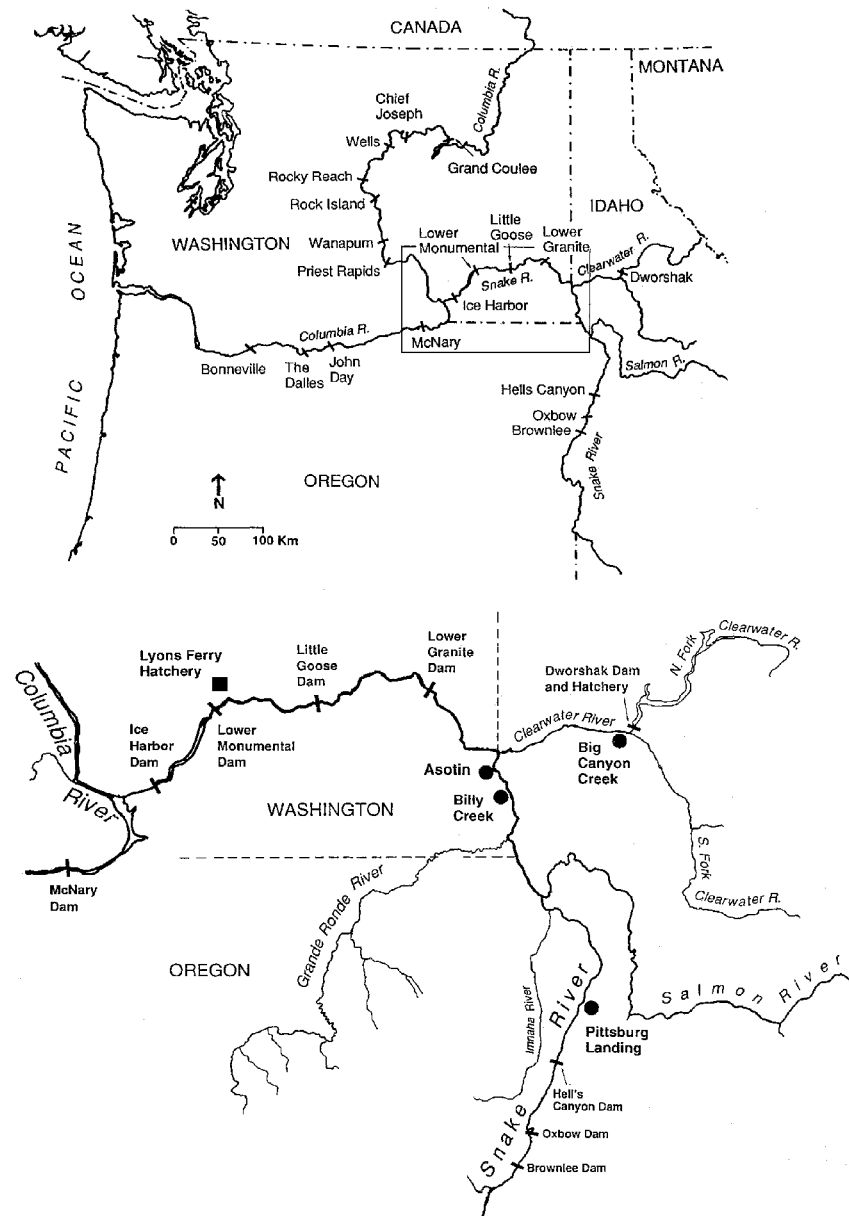 CANADA
MONTANA
Columbia R.
Chief
Joseph
Wells
Grand Coulee
Rocky Reach
Rock Island
IDAHO
Little
Goose
Lower
Monumental
Lower
Granite
WASHINGTON
Wanapum
Priest Rapids
Clearwater R.
Dworshak
Snake R.
Ice Harbor
PACIFIC OCEAN
Columbia R.
McNary
Bonneville
The
Dalles
John
Day
Salmon R.
Hells Canyon
Oxbow
Brownlee
Snake River
OREGON
N
0 50 100 Km
Clearwater R.
N. Fork
Lyons Ferry
Hatchery
Little
Goose
Dam
Lower
Granite
Dam
Dworshak Dam
and Hatchery
Columbia
River
Ice
Harbor
Dam
Lower
Monumental
Dam
Clearwater River
Big
Canyon
Creek
Asotin
Billy
Creek
WASHINGTON
S. Fork
Clearwater R.
McNary
Dam
Grande Ronde River
OREGON
Imnaha River
Snake River
Salmon River
Pittsburg
Landing
Hell's
Canyon Dam
Oxbow Dam
Brownlee Dam